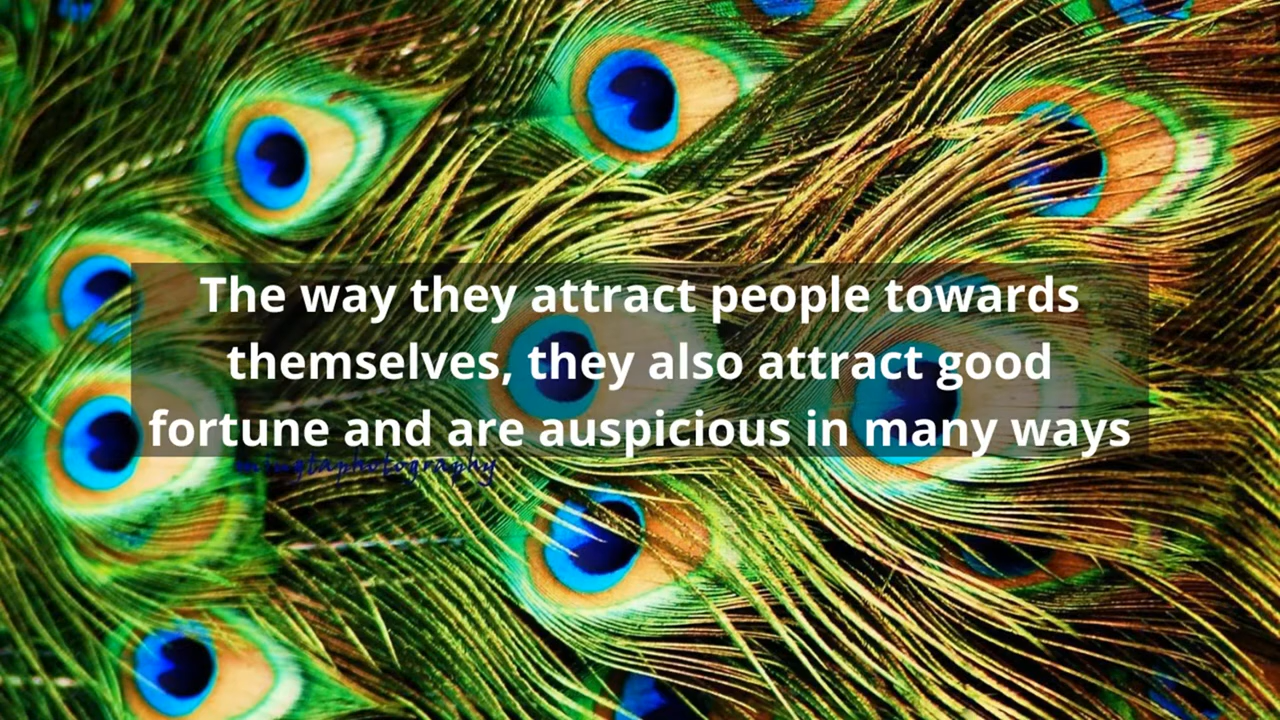 The way they attract people towards
themselves, they also attract good
fortune and are auspicious in many ways